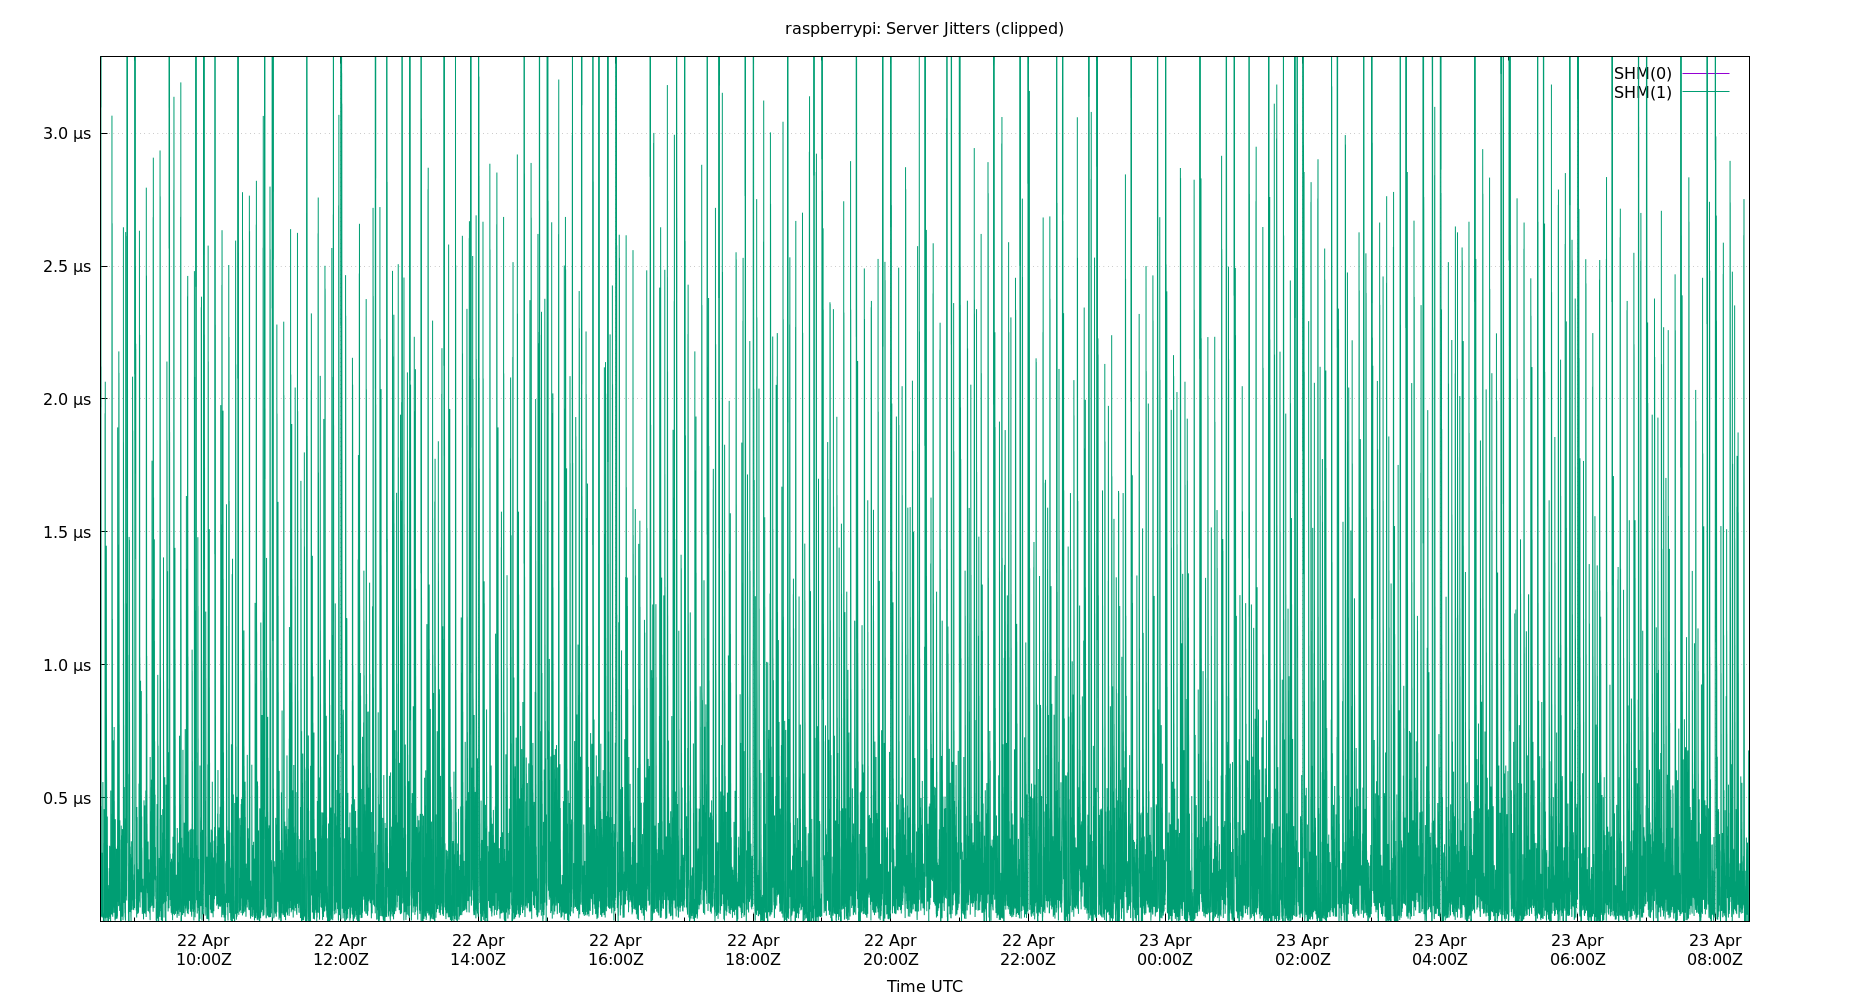 raspberrypi: Server Jitters (clipped)
SHM(0)
SHM(1)
3.0 µs
2.5 µs
2.0 µs
1.5 µs
1.0 µs
0.5 µs
22 Apr 22 Apr 22 Apr 22 Apr 22 Apr 22 Apr 22 Apr 23 Apr 23 Apr 23 Apr 23 Apr 23 Apr
10:00Z 12:00Z 14:00Z 16:00Z 18:00Z 20:00Z 22:00Z 00:00Z 02:00Z 04:00Z 06:00Z 08:00Z
Time UTC